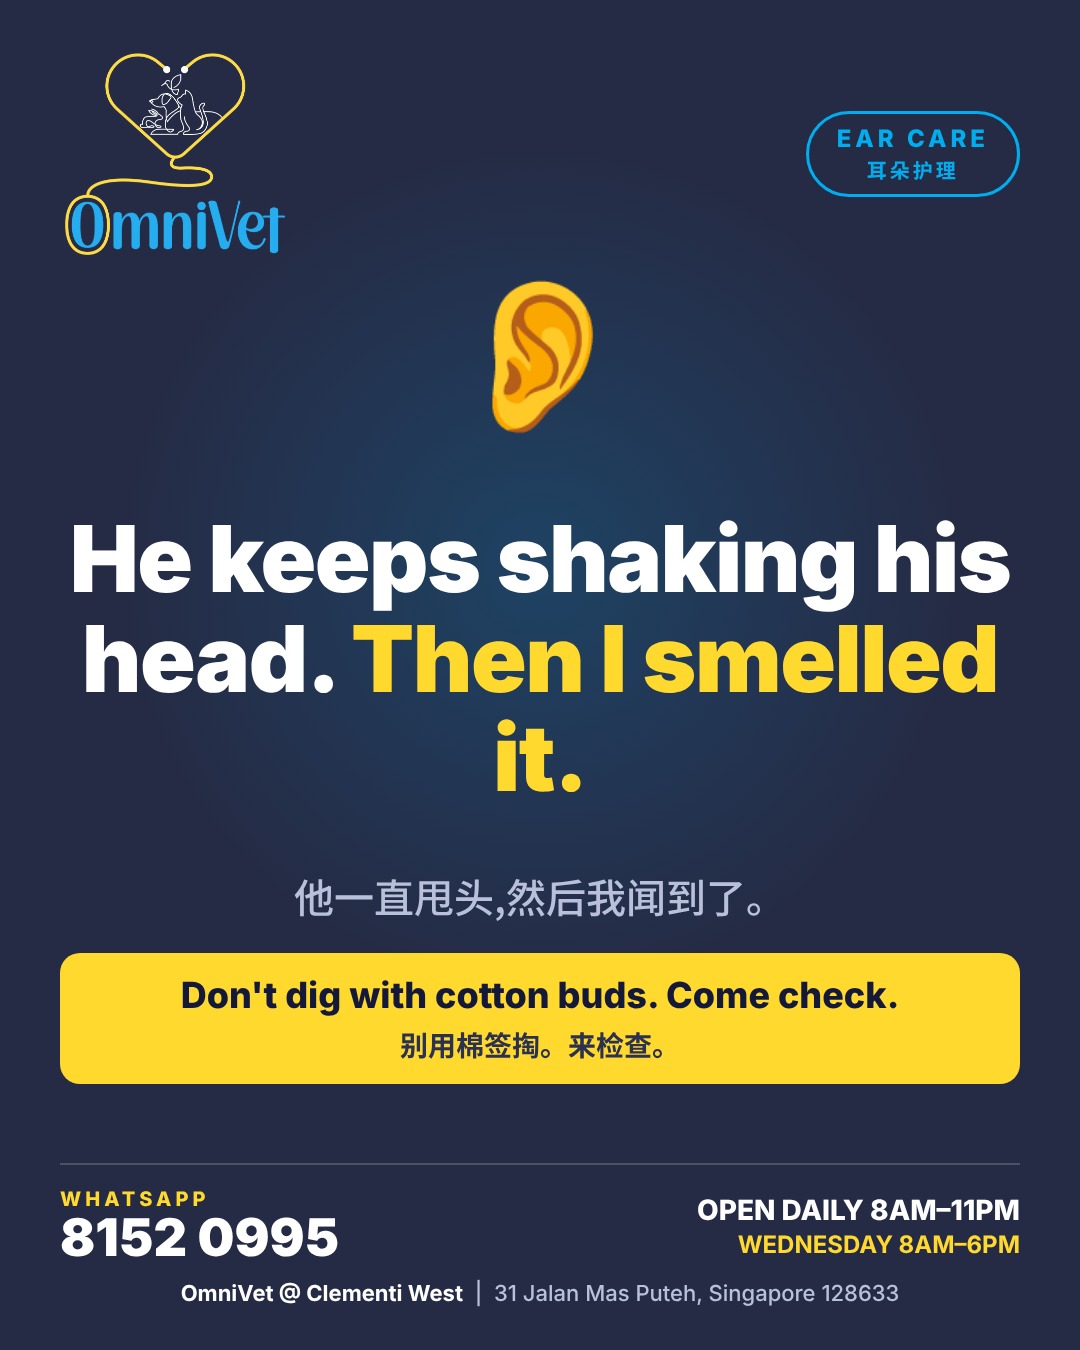 OmniVet
EAR CARE
耳朵护理
He keeps shaking his
head. Then I smelled
it.
他一直甩头,然后我闻到了。
Don't dig with cotton buds. Come check.
别用棉签掏。来检查。
WHATSAPP
8152 0995
OPEN DAILY 8AM–11PM
WEDNESDAY 8AM–6PM
OmniVet @ Clementi West | 31 Jalan Mas Puteh, Singapore 128633